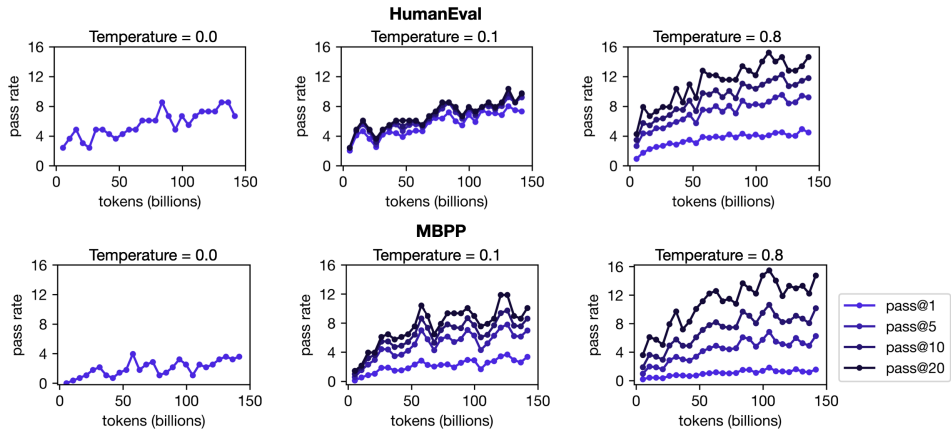 HumanEval
Temperature = 0.0
Temperature = 0.1
Temperature = 0.8
pass rate
16
12
8
4
0
0
50
100
150
tokens (billions)
pass rate
16
12
8
4
0
0
50
100
150
tokens (billions)
pass rate
16
12
8
4
0
0
50
100
150
tokens (billions)
MBPP
Temperature = 0.0
Temperature = 0.1
Temperature = 0.8
pass rate
16
12
8
4
0
0
50
100
150
tokens (billions)
pass rate
16
12
8
4
0
0
50
100
150
tokens (billions)
pass rate
16
12
8
4
0
0
50
100
150
tokens (billions)
pass@1
pass@5
pass@10
pass@20